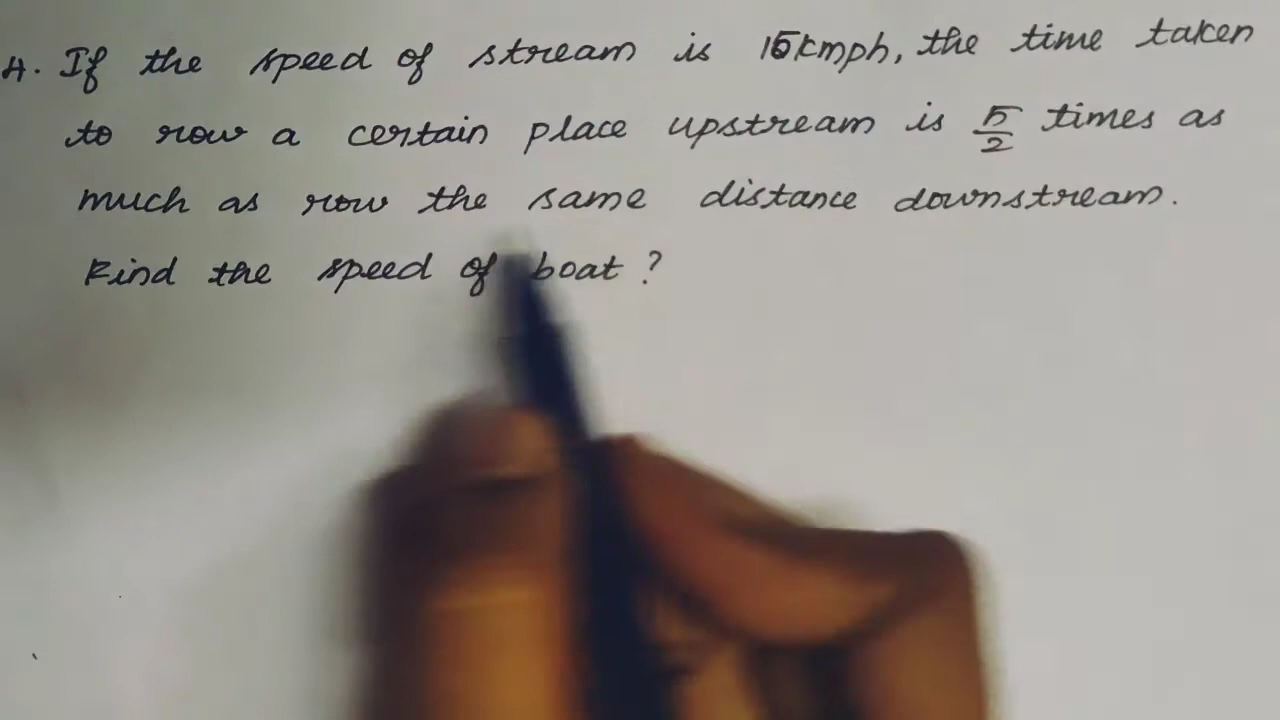 4. If the speed of stream is 15kmph, the time taken
to row a certain place upstream is 5/2 times as
much as row the same distance downstream.
Find the speed of boat ?